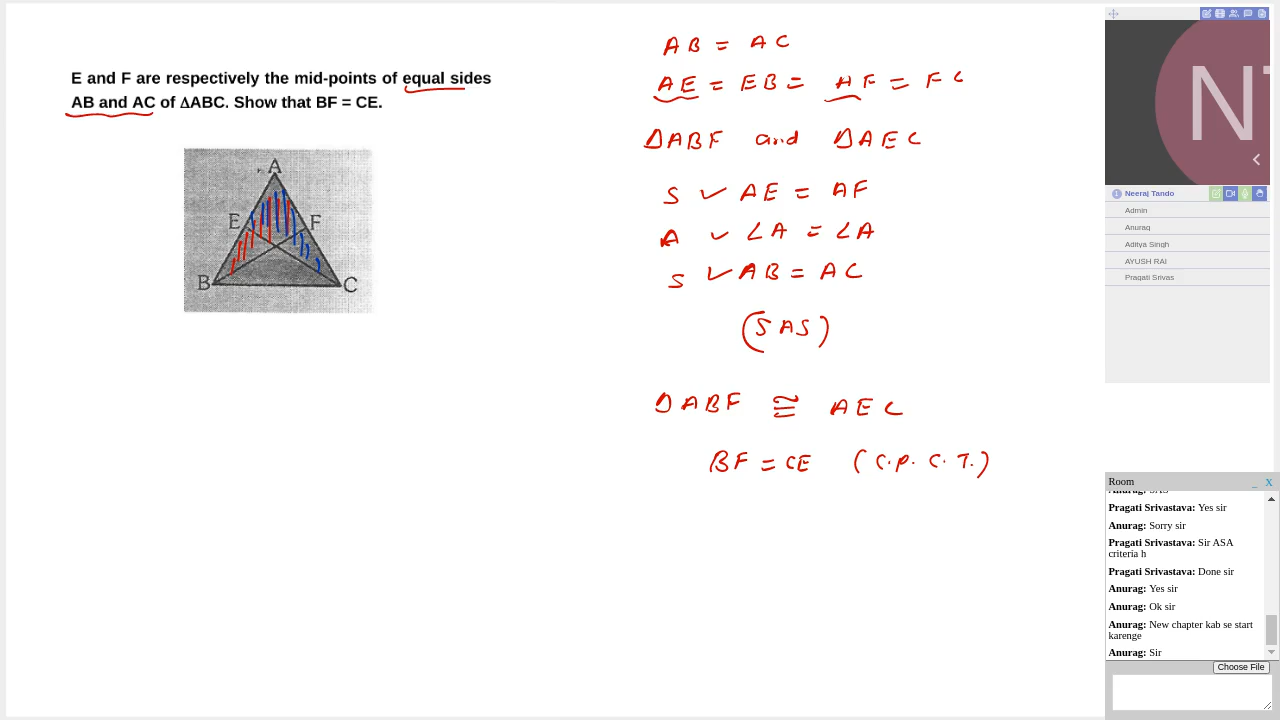 E and F are respectively the mid-points of equal sides
AB and AC of ΔABC. Show that BF = CE.
A
E
F
B
C
AB = AC
AE = EB = AF = FC
ΔABF and ΔAEC
S ✓ AE = AF
A ✓ ∠A = ∠A
S ✓ AB = AC
(SAS)
ΔABF ≅ AEC
BF = CE (C.P.C.T.)
Neeraj Tando
Admin
Anuraq
Aditya Singh
AYUSH RAI
Pragati Srivas
Room
_ X
Pragati Srivastava: Yes sir
Anurag: Sorry sir
Pragati Srivastava: Sir ASA
criteria h
Pragati Srivastava: Done sir
Anurag: Yes sir
Anurag: Ok sir
Anurag: New chapter kab se start
karenge
Anurag: Sir
Choose File